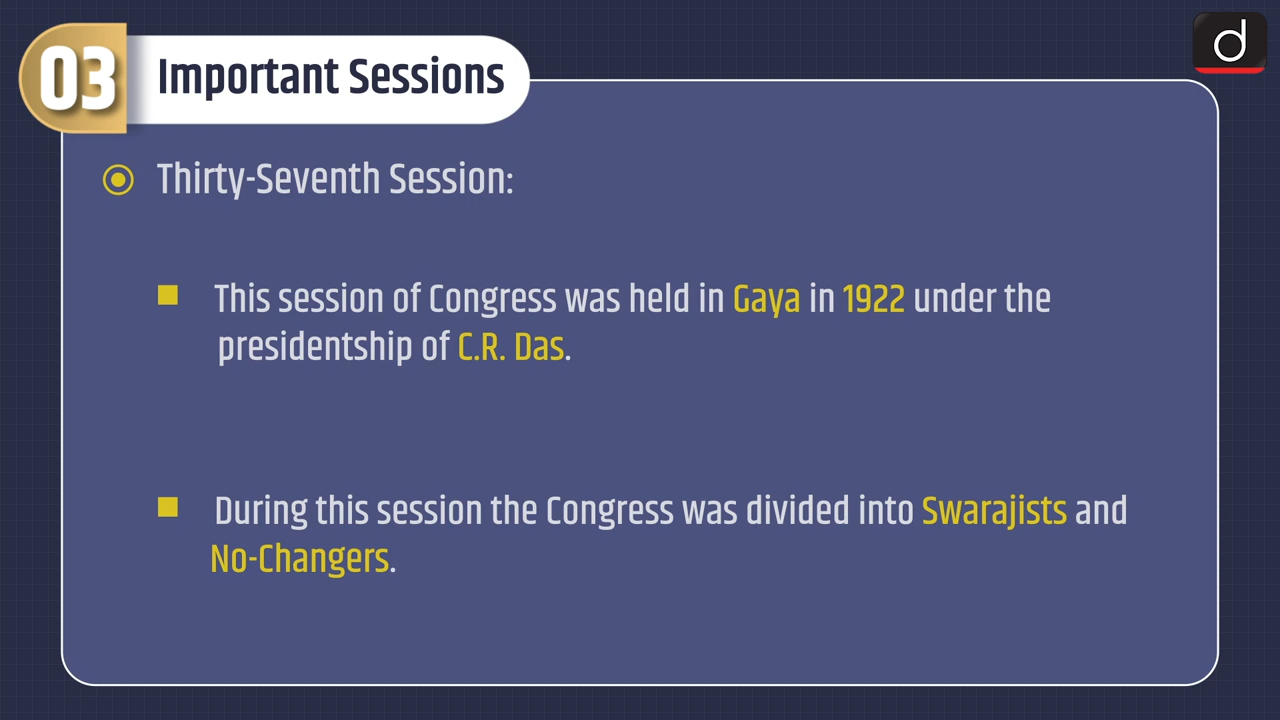 03
Important Sessions
d
Thirty-Seventh Session:
This session of Congress was held in Gaya in 1922 under the
presidentship of C.R. Das.
During this session the Congress was divided into Swarajists and
No-Changers.